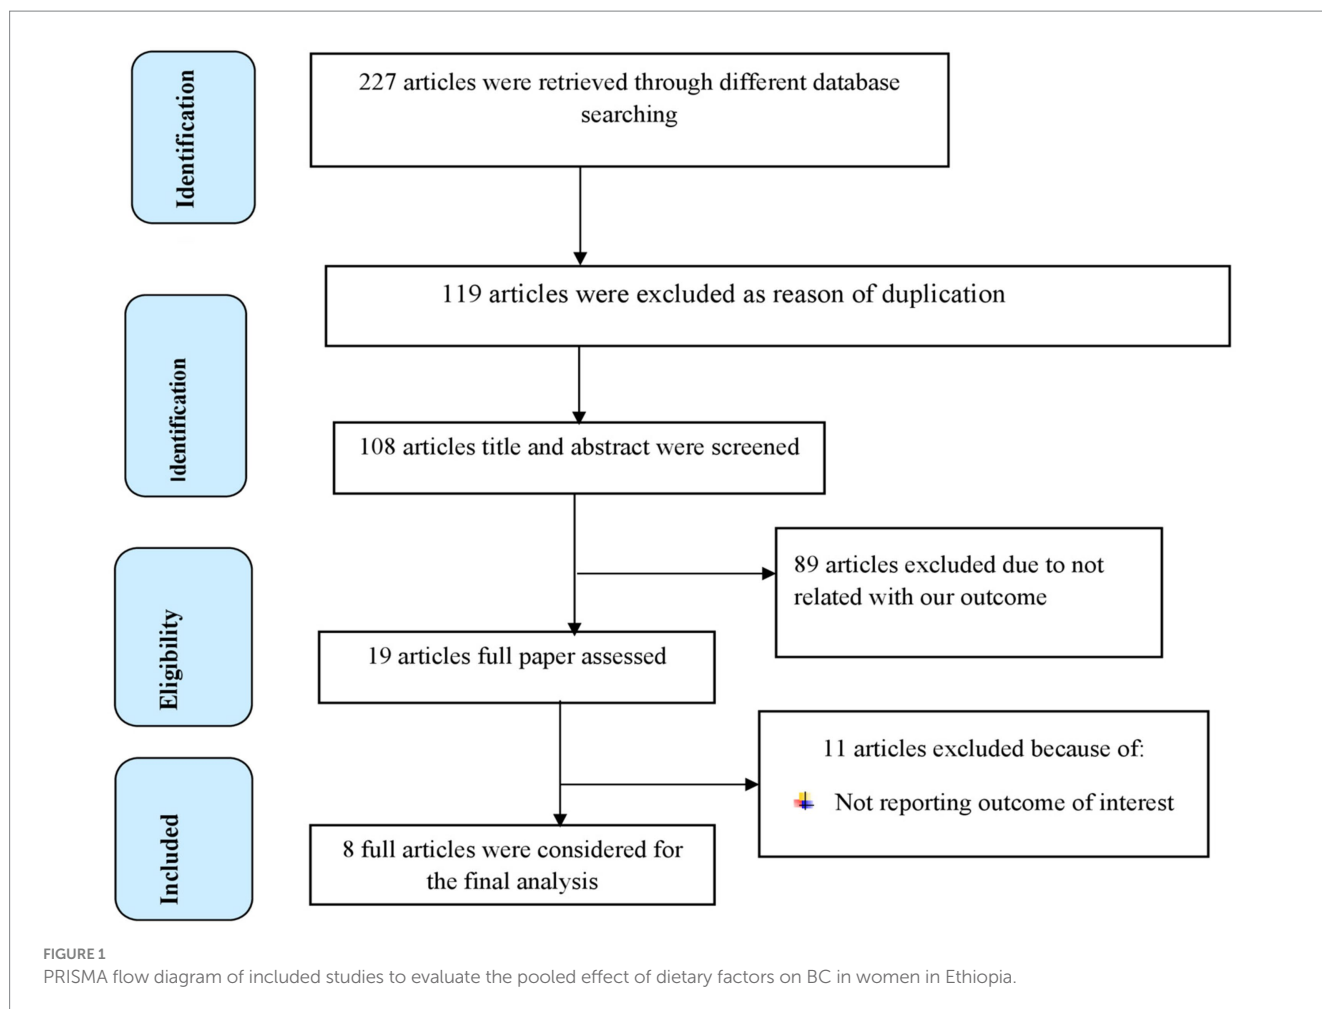 Identification
227 articles were retrieved through different database
searching
Identification
119 articles were excluded as reason of duplication
108 articles title and abstract were screened
89 articles excluded due to not
related with our outcome
Eligibility
19 articles full paper assessed
11 articles excluded because of:
Not reporting outcome of interest
Included
8 full articles were considered for
the final analysis
FIGURE 1
PRISMA flow diagram of included studies to evaluate the pooled effect of dietary factors on BC in women in Ethiopia.